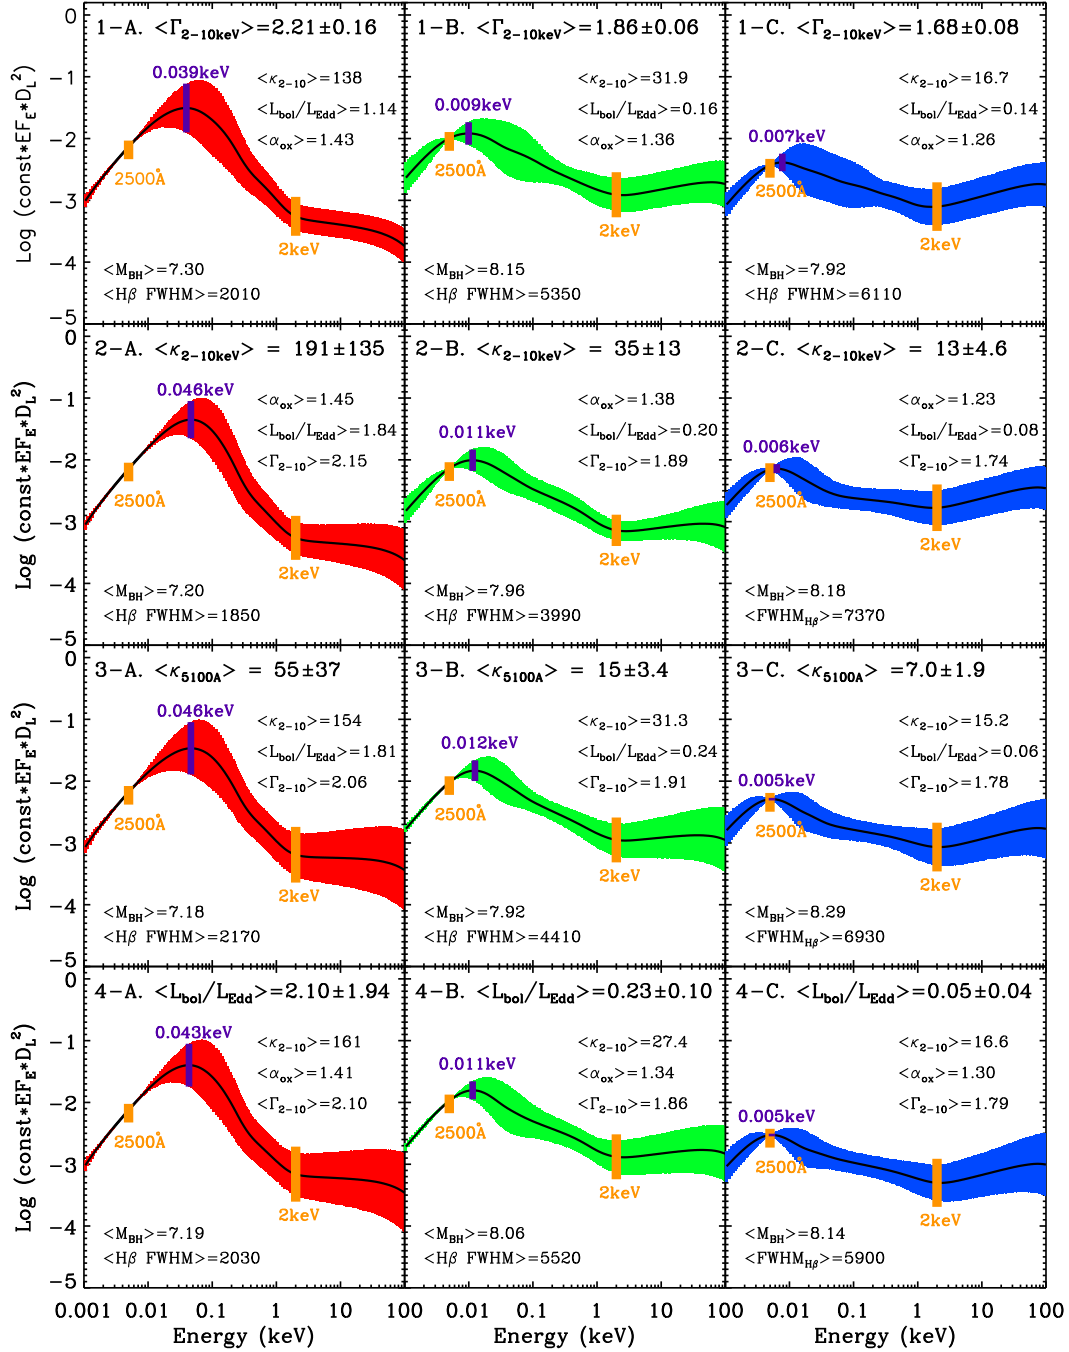 1-A. <Γ2-10keV>=2.21±0.16
0.039keV
<κ2-10>=138
<Lbol/LEdd>=1.14
<αox>=1.43
2500Å
2keV
<MBH>=7.30
<Hβ FWHM>=2010
1-B. <Γ2-10keV>=1.86±0.06
0.009keV
<κ2-10>=31.9
<Lbol/LEdd>=0.16
<αox>=1.36
2500Å
2keV
<MBH>=8.15
<Hβ FWHM>=5350
1-C. <Γ2-10keV>=1.68±0.08
0.007keV
<κ2-10>=16.7
<Lbol/LEdd>=0.14
<αox>=1.26
2500Å
2keV
<MBH>=7.92
<Hβ FWHM>=6110
0
−1
−2
−3
−4
−5
Log (const*EFE*DL²)
2-A. <κ2-10keV> = 191±135
0.046keV
<αox>=1.45
<Lbol/LEdd>=1.84
<Γ2-10>=2.15
2500Å
2keV
<MBH>=7.20
<Hβ FWHM>=1850
2-B. <κ2-10keV> = 35±13
0.011keV
<αox>=1.38
<Lbol/LEdd>=0.20
<Γ2-10>=1.89
2500Å
2keV
<MBH>=7.96
<Hβ FWHM>=3990
2-C. <κ2-10keV> = 13±4.6
0.006keV
<αox>=1.23
<Lbol/LEdd>=0.08
<Γ2-10>=1.74
2500Å
2keV
<MBH>=8.18
<FWHMHβ>=7370
0
−1
−2
−3
−4
−5
Log (const*EFE*DL²)
3-A. <κ5100A> = 55±37
0.046keV
<κ2-10>=154
<Lbol/LEdd>=1.81
<Γ2-10>=2.06
2500Å
2keV
<MBH>=7.18
<Hβ FWHM>=2170
3-B. <κ5100A> = 15±3.4
0.012keV
<κ2-10>=31.3
<Lbol/LEdd>=0.24
<Γ2-10>=1.91
2500Å
2keV
<MBH>=7.92
<Hβ FWHM>=4410
3-C. <κ5100A> =7.0±1.9
0.005keV
<κ2-10>=15.2
<Lbol/LEdd>=0.06
<Γ2-10>=1.78
2500Å
2keV
<MBH>=8.29
<FWHMHβ>=6930
0
−1
−2
−3
−4
−5
Log (const*EFE*DL²)
4-A. <Lbol/LEdd>=2.10±1.94
0.043keV
<κ2-10>=161
<αox>=1.41
<Γ2-10>=2.10
2500Å
2keV
<MBH>=7.19
<Hβ FWHM>=2030
4-B. <Lbol/LEdd>=0.23±0.10
0.011keV
<κ2-10>=27.4
<αox>=1.34
<Γ2-10>=1.86
2500Å
2keV
<MBH>=8.06
<Hβ FWHM>=5520
4-C. <Lbol/LEdd>=0.05±0.04
0.005keV
<κ2-10>=16.6
<αox>=1.30
<Γ2-10>=1.79
2500Å
2keV
<MBH>=8.14
<FWHMHβ>=5900
0
−1
−2
−3
−4
−5
Log (const*EFE*DL²)
0.001 0.01 0.1 1 10 100 0.01 0.1 1 10 100 0.01 0.1 1 10 100
Energy (keV) Energy (keV) Energy (keV)